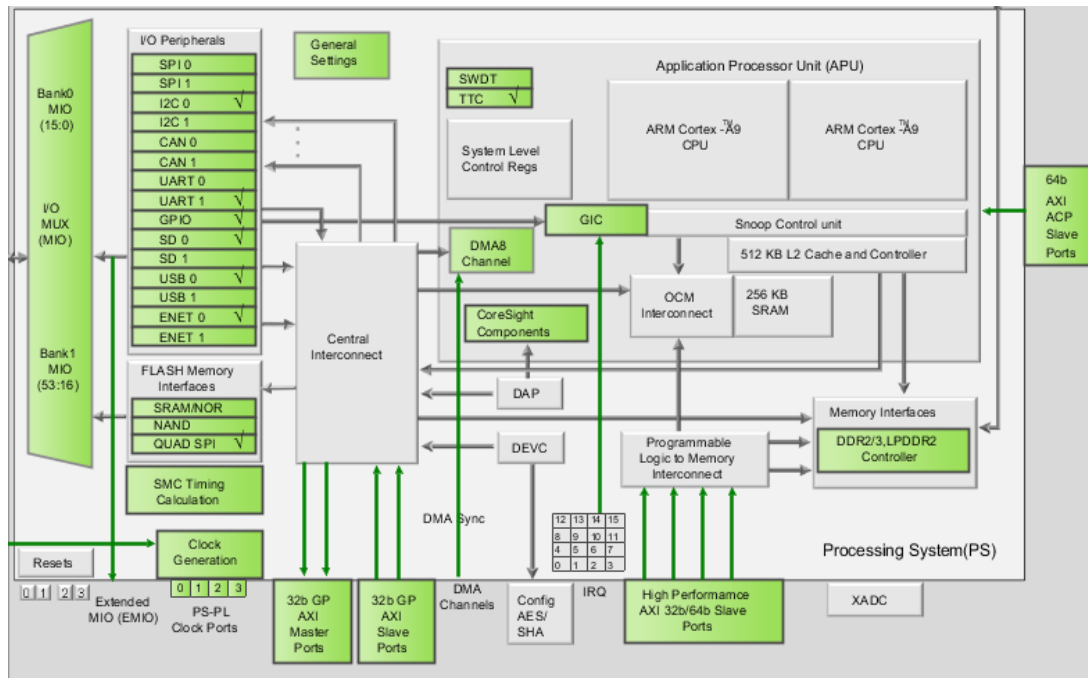 I/O Peripherals
SPI 0
SPI 1
I2C 0 √
I2C 1
CAN 0
CAN 1
UART 0
UART 1 √
GPIO √
SD 0 √
SD 1
USB 0 √
USB 1
ENET 0 √
ENET 1
Bank0
MIO
(15:0)
I/O
MUX
(MIO)
Bank1
MIO
(53:16)
FLASH Memory
Interfaces
SRAM/NOR
NAND
QUAD SPI √
SMC Timing
Calculation
General
Settings
Application Processor Unit (APU)
SWDT
TTC √
System Level
Control Regs
ARM Cortex -A9
TM
CPU
ARM Cortex -A9
TM
CPU
GIC
Snoop Control unit
DMA8
Channel
512 KB L2 Cache and Controller
OCM
Interconnect
256 KB
SRAM
CoreSight
Components
Central
Interconnect
DAP
DEVC
Programmable
Logic to Memory
Interconnect
Memory Interfaces
DDR2/3,LPDDR2
Controller
64b
AXI
ACP
Slave
Ports
DMA Sync
12 13 14 15
8 9 10 11
4 5 6 7
0 1 2 3
Processing System(PS)
Resets
0 1 2 3
Clock
Generation
0 1 2 3
Extended
MIO (EMIO)
PS-PL
Clock Ports
32b GP
AXI
Master
Ports
32b GP
AXI
Slave
Ports
DMA
Channels
Config
AES/
SHA
IRQ
High Performance
AXI 32b/64b Slave
Ports
XADC